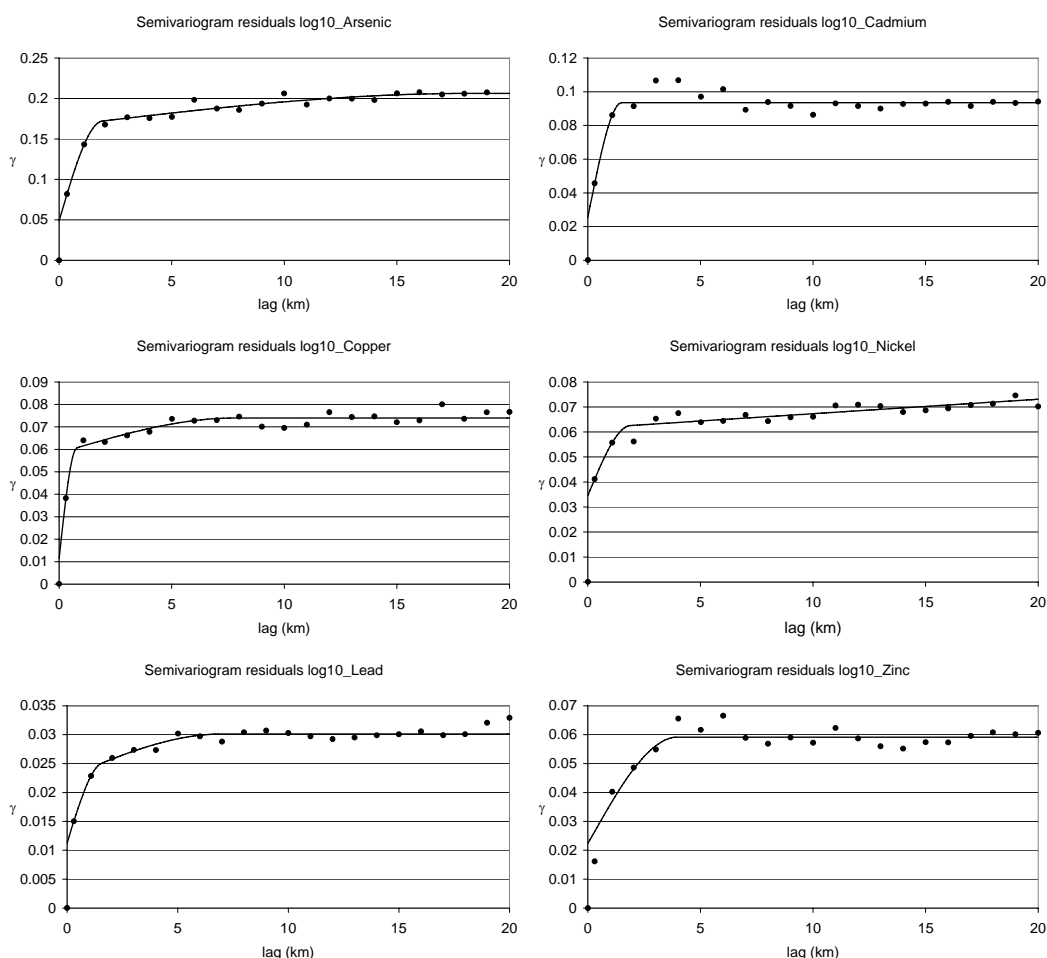 Semivariogram residuals log10_Arsenic
0.25
0.2
0.15
γ
0.1
0.05
0
0 5 10 15 20
lag (km)
Semivariogram residuals log10_Cadmium
0.12
0.1
0.08
γ 0.06
0.04
0.02
0
0 5 10 15 20
lag (km)
Semivariogram residuals log10_Copper
0.09
0.08
0.07
0.06
0.05
γ
0.04
0.03
0.02
0.01
0
0 5 10 15 20
lag (km)
Semivariogram residuals log10_Nickel
0.08
0.07
0.06
0.05
γ 0.04
0.03
0.02
0.01
0
0 5 10 15 20
lag (km)
Semivariogram residuals log10_Lead
0.035
0.03
0.025
0.02
γ
0.015
0.01
0.005
0
0 5 10 15 20
lag (km)
Semivariogram residuals log10_Zinc
0.07
0.06
0.05
0.04
γ
0.03
0.02
0.01
0
0 5 10 15 20
lag (km)